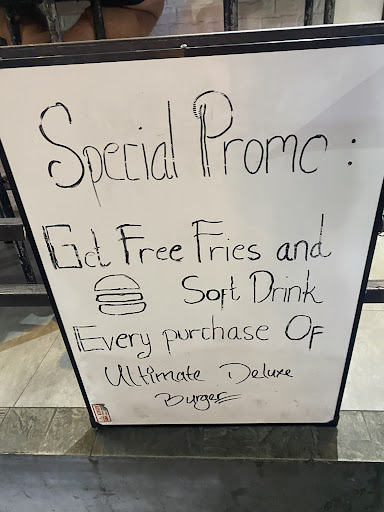 Special Promo :
Get Free Fries and
Soft Drink
Every purchase OF
Ultimate Deluxe
Burger